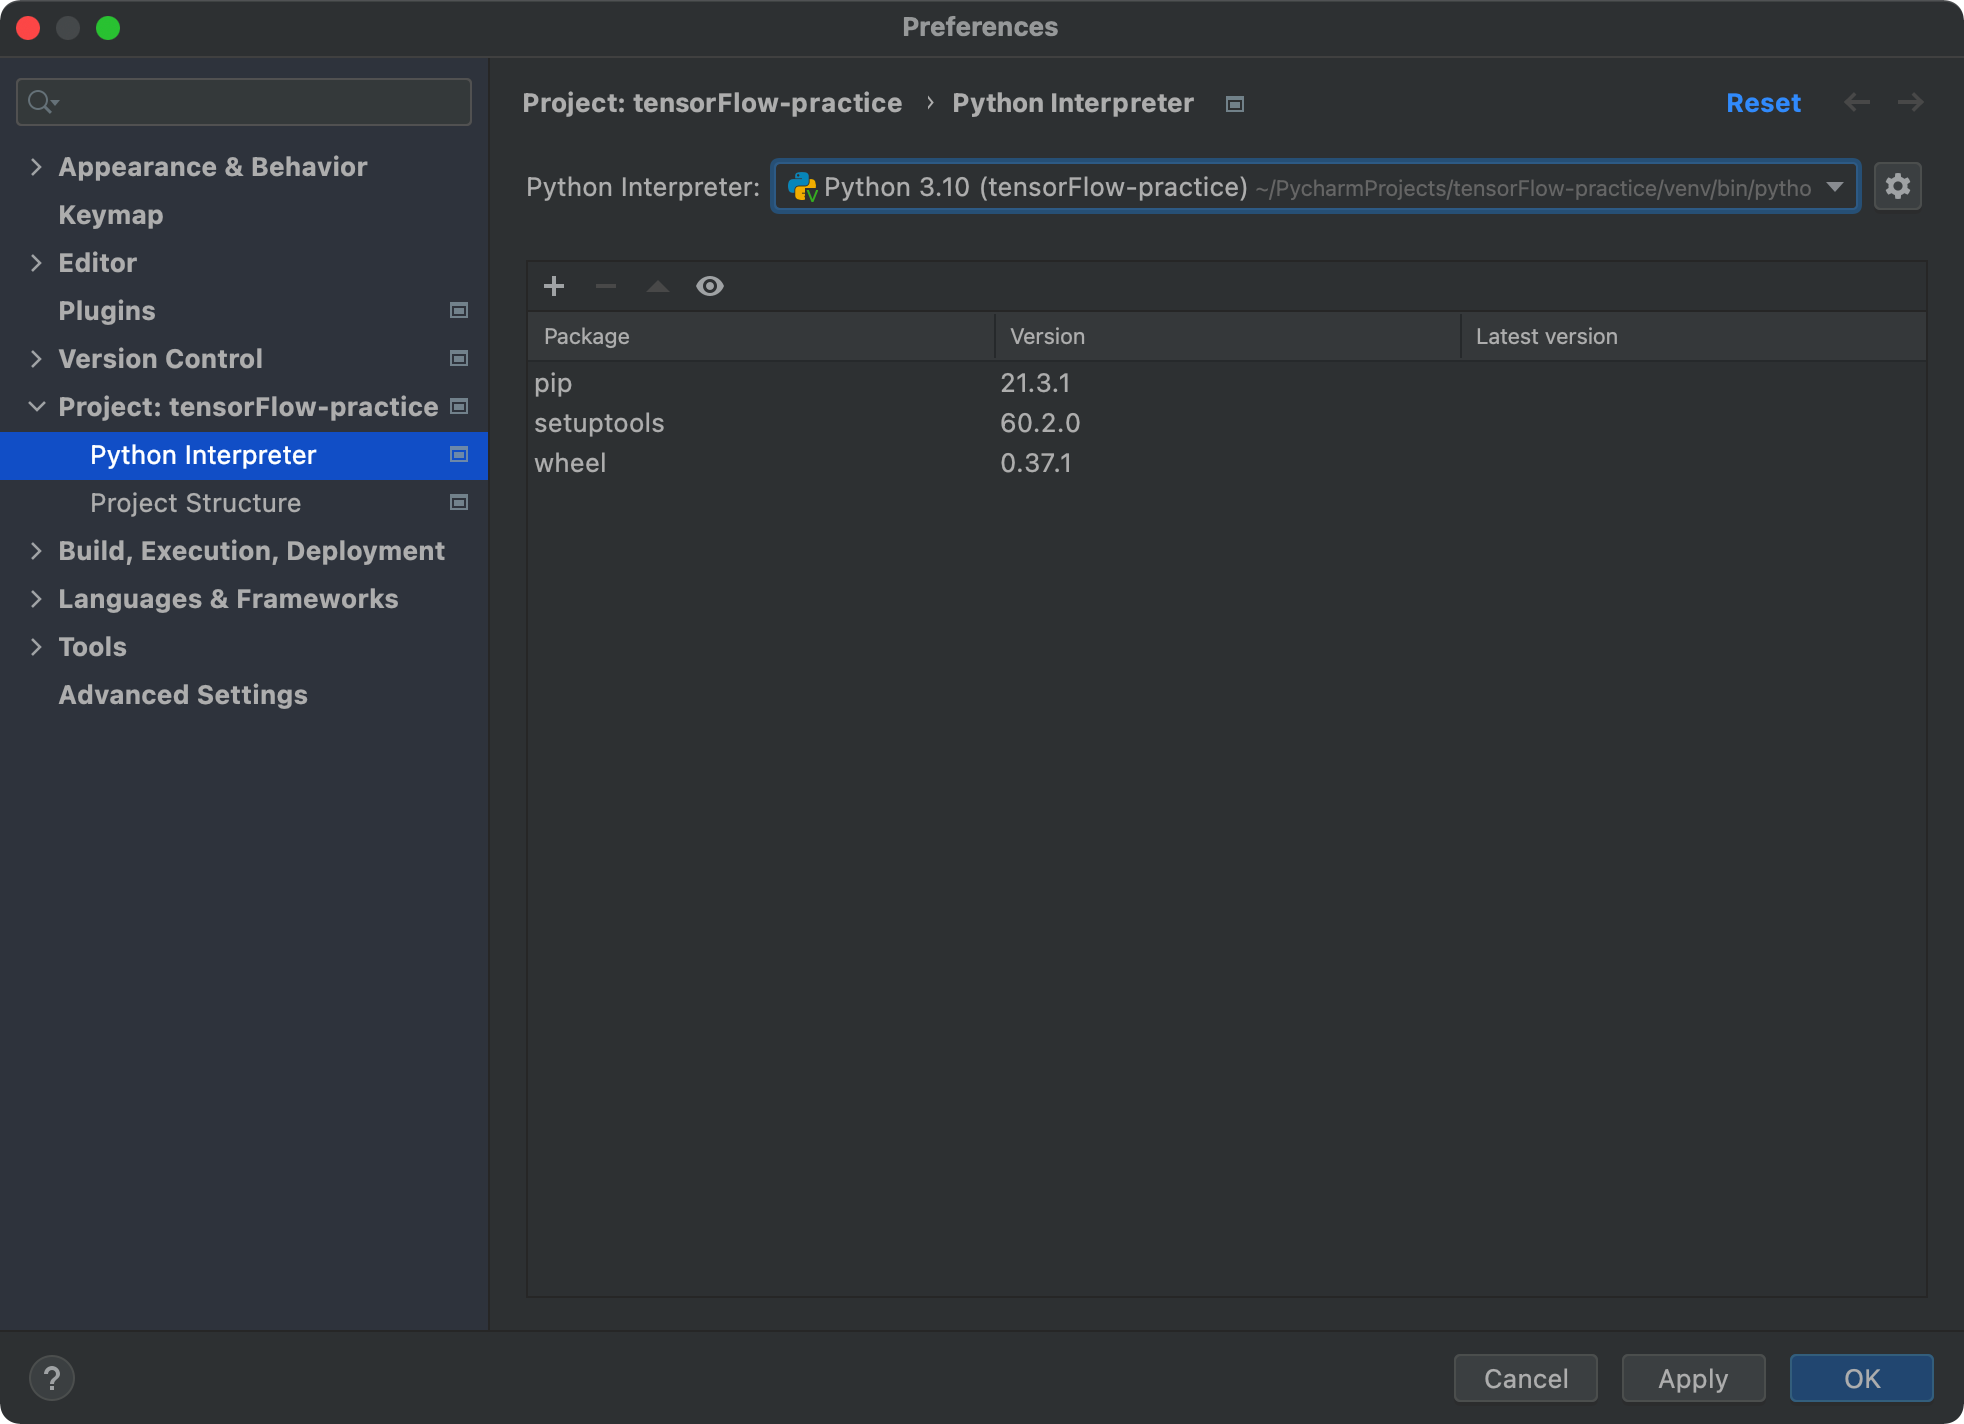 Preferences
Appearance & Behavior
Keymap
Editor
Plugins
Version Control
Project: tensorFlow-practice
Python Interpreter
Project Structure
Build, Execution, Deployment
Languages & Frameworks
Tools
Advanced Settings
Project: tensorFlow-practice › Python Interpreter
Reset
Python Interpreter: Python 3.10 (tensorFlow-practice) ~/PycharmProjects/tensorFlow-practice/venv/bin/pytho
Package Version Latest version
pip 21.3.1
setuptools 60.2.0
wheel 0.37.1
? Cancel Apply OK